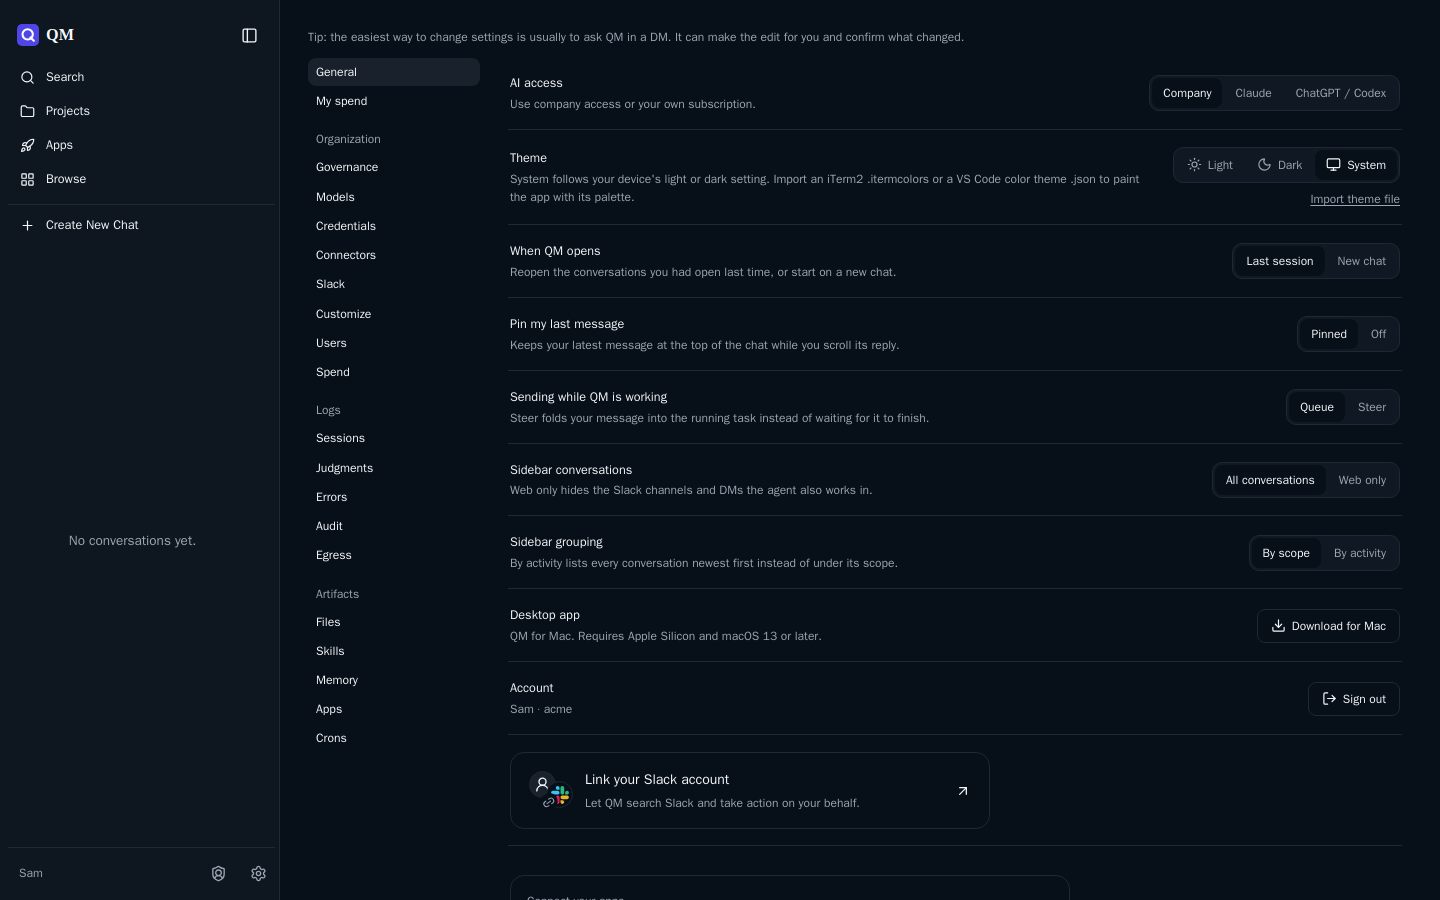 QM
Search
Projects
Apps
Browse
Create New Chat
No conversations yet.
Sam
Tip: the easiest way to change settings is usually to ask QM in a DM. It can make the edit for you and confirm what changed.
General
My spend
Organization
Governance
Models
Credentials
Connectors
Slack
Customize
Users
Spend
Logs
Sessions
Judgments
Errors
Audit
Egress
Artifacts
Files
Skills
Memory
Apps
Crons
AI access
Use company access or your own subscription.
Company Claude ChatGPT / Codex
Theme
System follows your device's light or dark setting. Import an iTerm2 .itermcolors or a VS Code color theme .json to paint
the app with its palette.
Light Dark System
Import theme file
When QM opens
Reopen the conversations you had open last time, or start on a new chat.
Last session New chat
Pin my last message
Keeps your latest message at the top of the chat while you scroll its reply.
Pinned Off
Sending while QM is working
Steer folds your message into the running task instead of waiting for it to finish.
Queue Steer
Sidebar conversations
Web only hides the Slack channels and DMs the agent also works in.
All conversations Web only
Sidebar grouping
By activity lists every conversation newest first instead of under its scope.
By scope By activity
Desktop app
QM for Mac. Requires Apple Silicon and macOS 13 or later.
Download for Mac
Account
Sam · acme
Sign out
Link your Slack account
Let QM search Slack and take action on your behalf.
Connect your apps